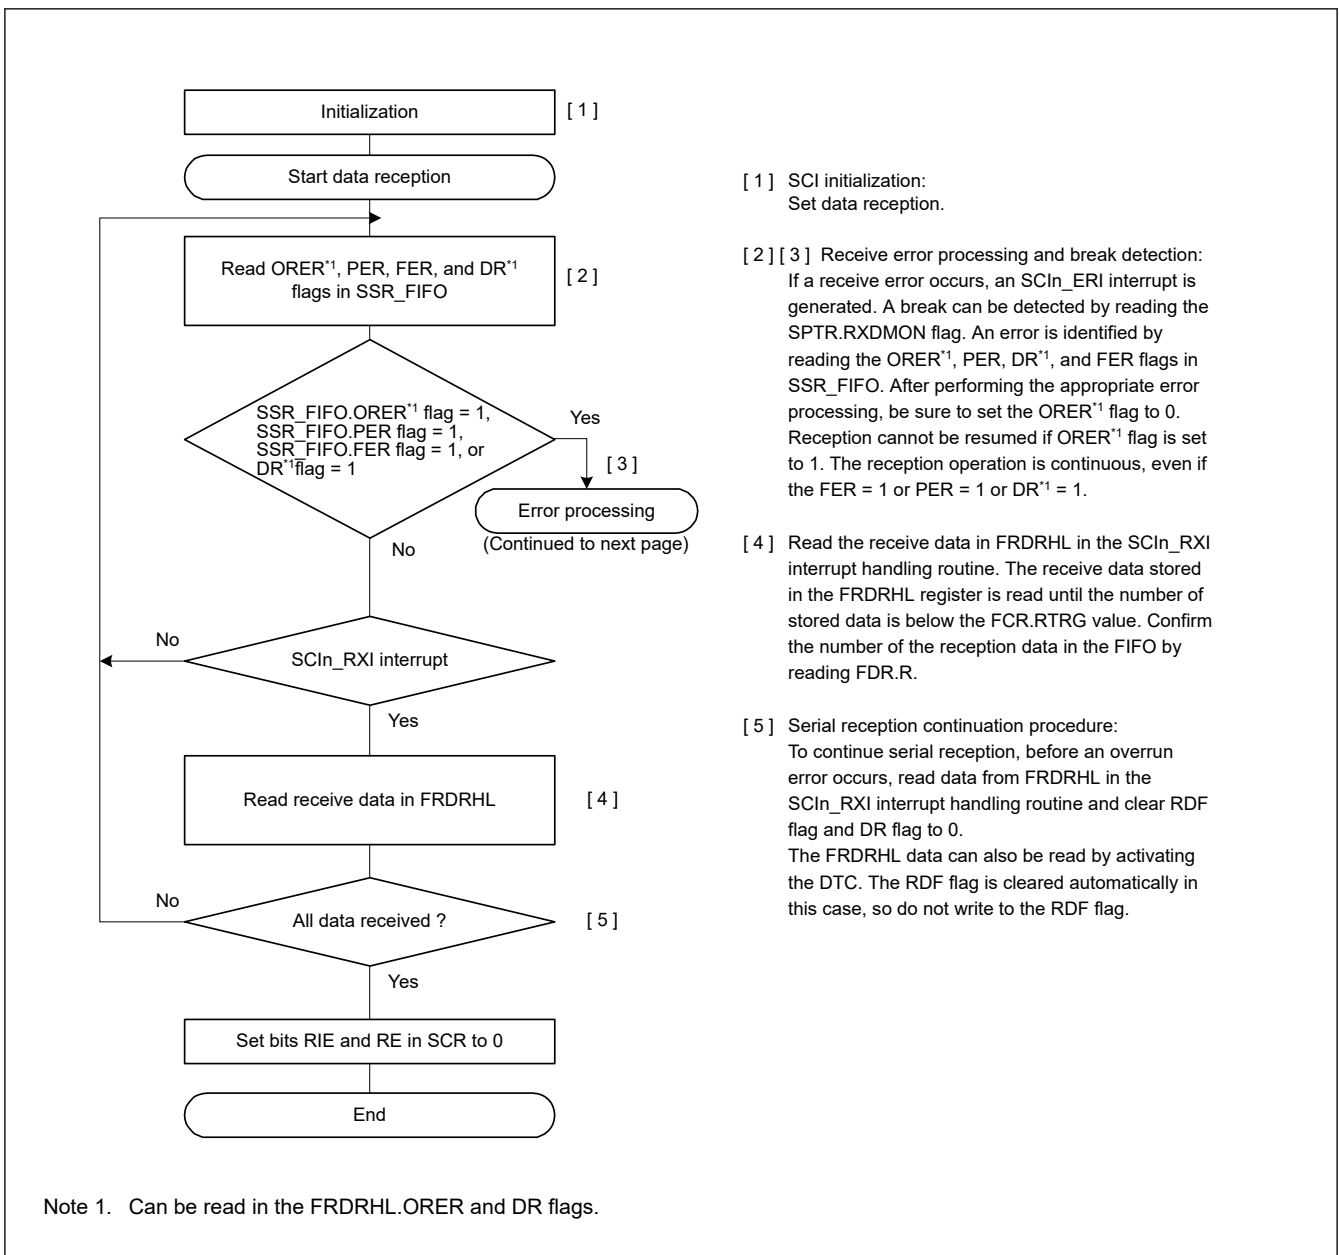 Initialization
[ 1 ]
Start data reception
Read ORER*1, PER, FER, and DR*1
flags in SSR_FIFO
[ 2 ]
SSR_FIFO.ORER*1 flag = 1,
SSR_FIFO.PER flag = 1,
SSR_FIFO.FER flag = 1, or
DR*1flag = 1
Yes
[ 3 ]
Error processing
(Continued to next page)
No
No
SCIn_RXI interrupt
Yes
Read receive data in FRDRHL
[ 4 ]
No
All data received ?
[ 5 ]
Yes
Set bits RIE and RE in SCR to 0
End
[ 1 ] SCI initialization:
Set data reception.
[ 2 ] [ 3 ] Receive error processing and break detection:
If a receive error occurs, an SCIn_ERI interrupt is
generated. A break can be detected by reading the
SPTR.RXDMON flag. An error is identified by
reading the ORER*1, PER, DR*1, and FER flags in
SSR_FIFO. After performing the appropriate error
processing, be sure to set the ORER*1 flag to 0.
Reception cannot be resumed if ORER*1 flag is set
to 1. The reception operation is continuous, even if
the FER = 1 or PER = 1 or DR*1 = 1.
[ 4 ] Read the receive data in FRDRHL in the SCIn_RXI
interrupt handling routine. The receive data stored
in the FRDRHL register is read until the number of
stored data is below the FCR.RTRG value. Confirm
the number of the reception data in the FIFO by
reading FDR.R.
[ 5 ] Serial reception continuation procedure:
To continue serial reception, before an overrun
error occurs, read data from FRDRHL in the
SCIn_RXI interrupt handling routine and clear RDF
flag and DR flag to 0.
The FRDRHL data can also be read by activating
the DTC. The RDF flag is cleared automatically in
this case, so do not write to the RDF flag.
Note 1. Can be read in the FRDRHL.ORER and DR flags.